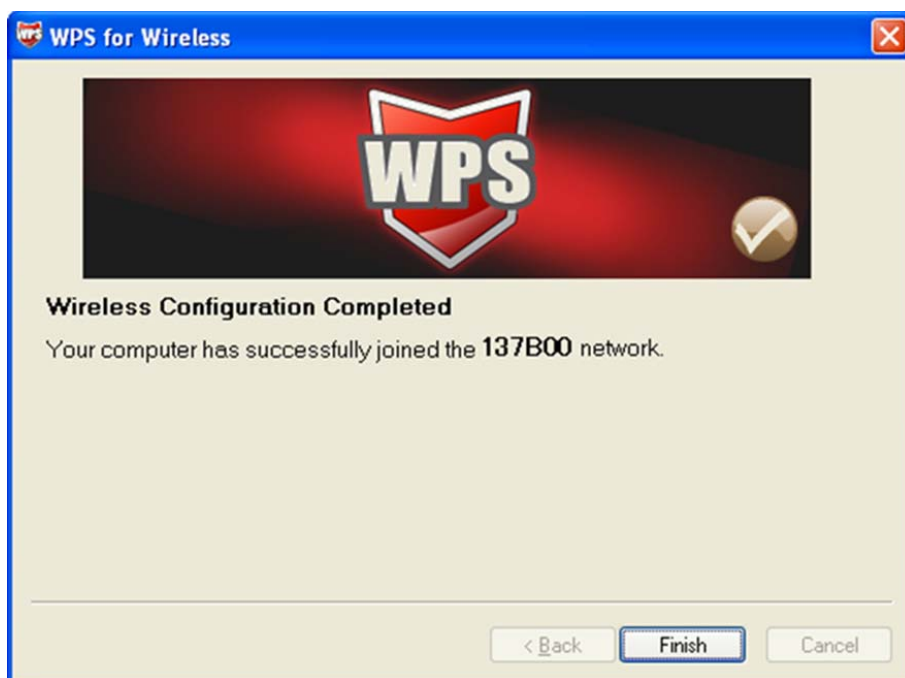 WPS for Wireless
WPS
Wireless Configuration Completed
Your computer has successfully joined the 137B00 network.
< Back
Finish
Cancel